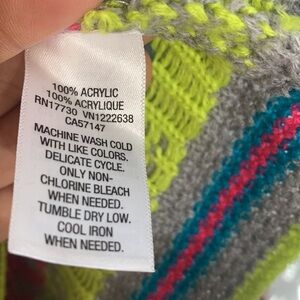 100% ACRYLIC
100% ACRYLIQUE
RN17730 VN1222638
CA57147
MACHINE WASH COLD
WITH LIKE COLORS.
DELICATE CYCLE.
ONLY NON-
CHLORINE BLEACH
WHEN NEEDED.
TUMBLE DRY LOW.
COOL IRON
WHEN NEEDED.